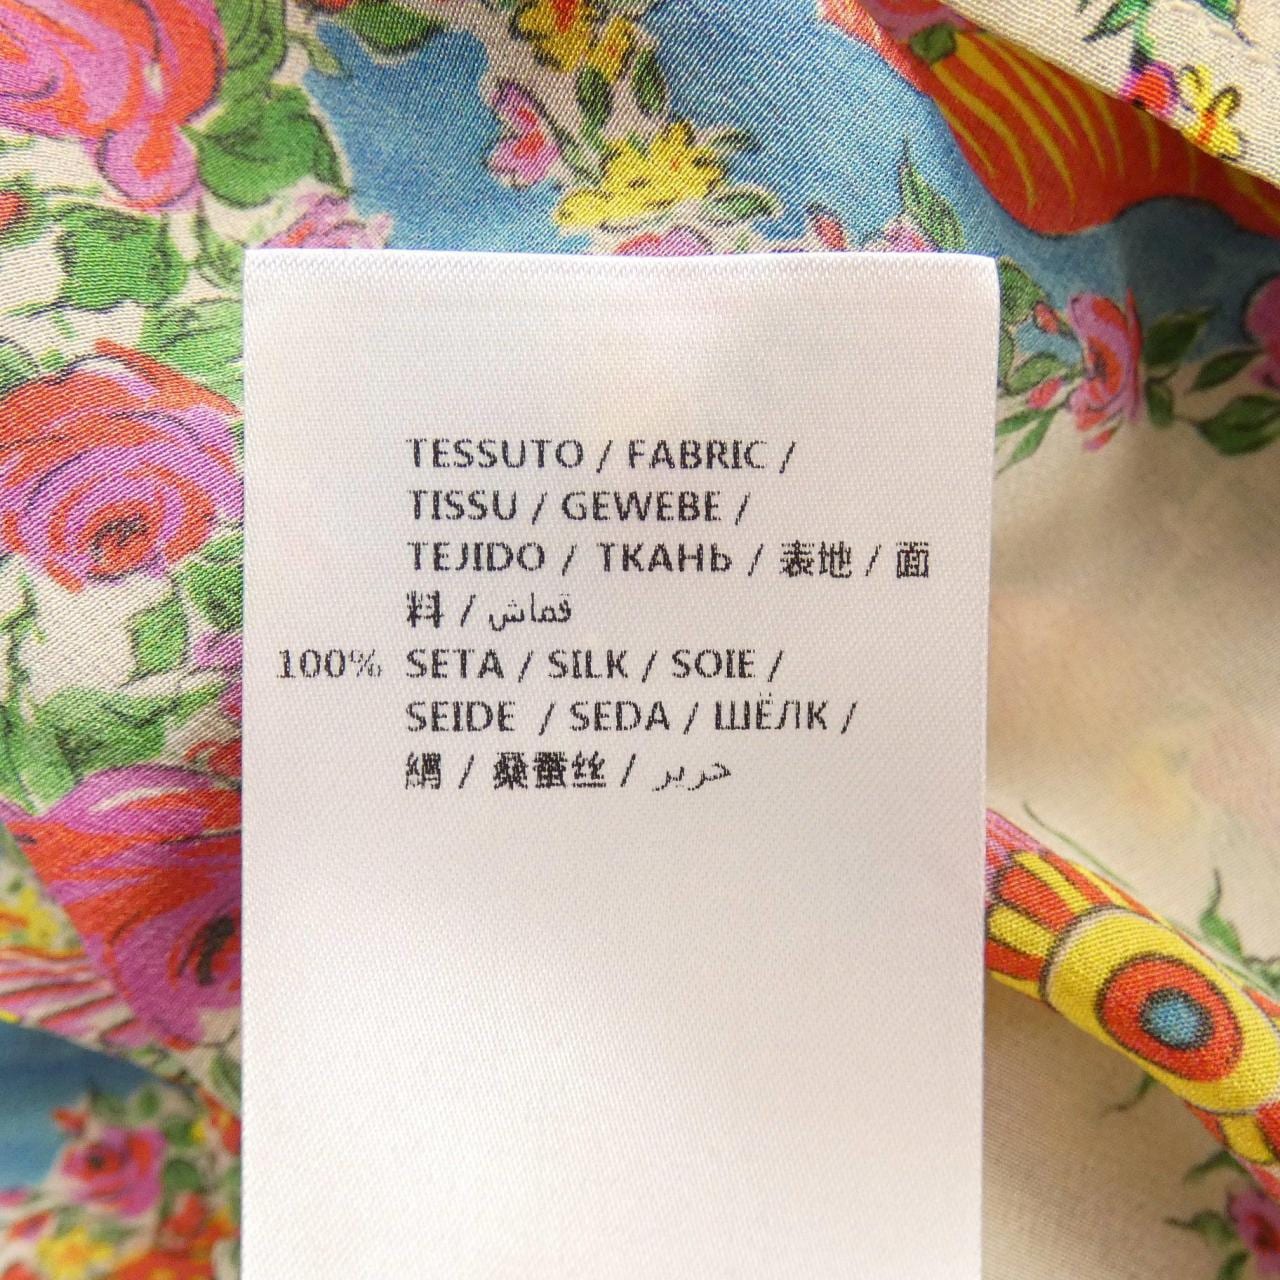 TESSUTO / FABRIC /
TISSU / GEWEBE /
TEJIDO / ТКАНЬ / 表地 / 面
料 / قماش
100% SETA / SILK / SOIE /
SEIDE / SEDA / ШЁЛК /
絹 / 桑蚕丝 / حرير